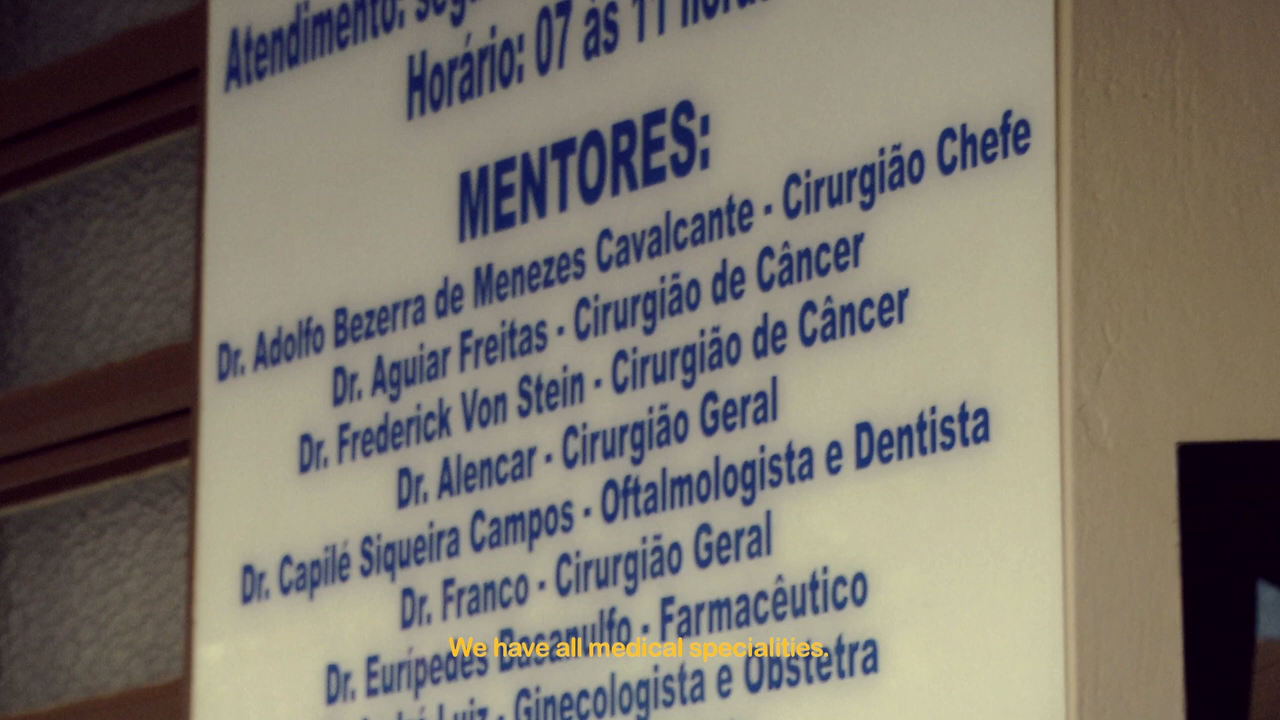 Atendimento:
Horário: 07 às 11
MENTORES:
Dr. Adolfo Bezerra de Menezes Cavalcante - Cirurgião Chefe
Dr. Aguiar Freitas - Cirurgião de Câncer
Dr. Frederick Von Stein - Cirurgião de Câncer
Dr. Alencar - Cirurgião Geral
Dr. Capilé Siqueira Campos - Oftalmologista e Dentista
Dr. Franco - Cirurgião Geral
Dr. Eurípedes Basanulfo - Farmacêutico
We have all medical specialities.
Luiz - Ginecologista e Obstetra